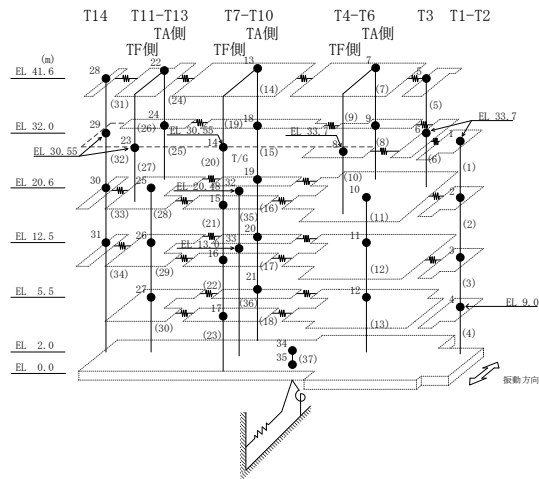 T14 T11−T13 T7−T10 T4−T6 T3 T1−T2
TA側 TA側 TA側
TF側 TF側 TF側
(m)
EL 41.6 28 22 13 7 5
(31) (24) (14) (7) (5)
EL 32.0 29 24 18 9 6 1 EL 33.7
(26) EL 30.55 (19) EL 33.7 (9)
EL 30.55 23 14 8 (8) (6)
(32) (25) (20) T/G (15) (1)
(27) (10)
EL 20.6 30 25 EL 20.48 32 19 10 2
(33) (28) 15 (35) (16) (11) (2)
(21) 20
EL 12.5 31 26 EL 13.0 33 11 3
(34) (29) 16 (17) (12) (3)
21
EL 5.5 27 (22) (36) 12 4 EL 9.0
(30) 17 (18) (13)
(23) (4)
EL 2.0 34
EL 0.0 35 (37)
振動方向